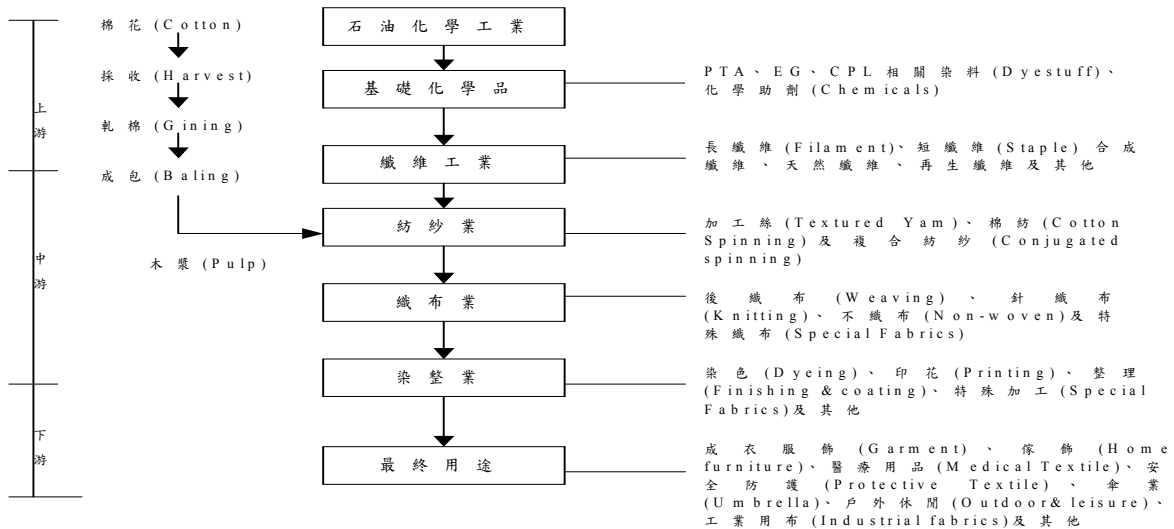 上
游
中
游
下
游
棉花 (Cotton)
採收 (Harvest)
軋棉 (Gining)
成包 (Baling)
木漿 (Pulp)
石油化學工業
基礎化學品
纖維工業
紡紗業
織布業
染整業
最終用途
PTA、EG、CPL 相關染料 (Dyestuff)、
化學助劑 (Chemicals)
長纖維 (Filament)、短纖維 (Staple) 合成
纖維、天然纖維、再生纖維及其他
加工絲 (Textured Yam)、棉紡 (Cotton
Spinning) 及複合紡紗 (Conjugated
spinning)
後織布 (Weaving)、針織布
(Knitting)、不織布 (Non-woven)及特
殊織布 (Special Fabrics)
染色 (Dyeing)、印花 (Printing)、整理
(Finishing & coating)、特殊加工 (Special
Fabrics)及其他
成衣服飾 (Garment)、傢飾 (Home
furniture)、醫療用品 (Medical Textile)、安
全防護 (Protective Textile)、傘業
(Umbrella)、戶外休閒 (Outdoor& leisure)、
工業用布 (Industrial fabrics)及其他